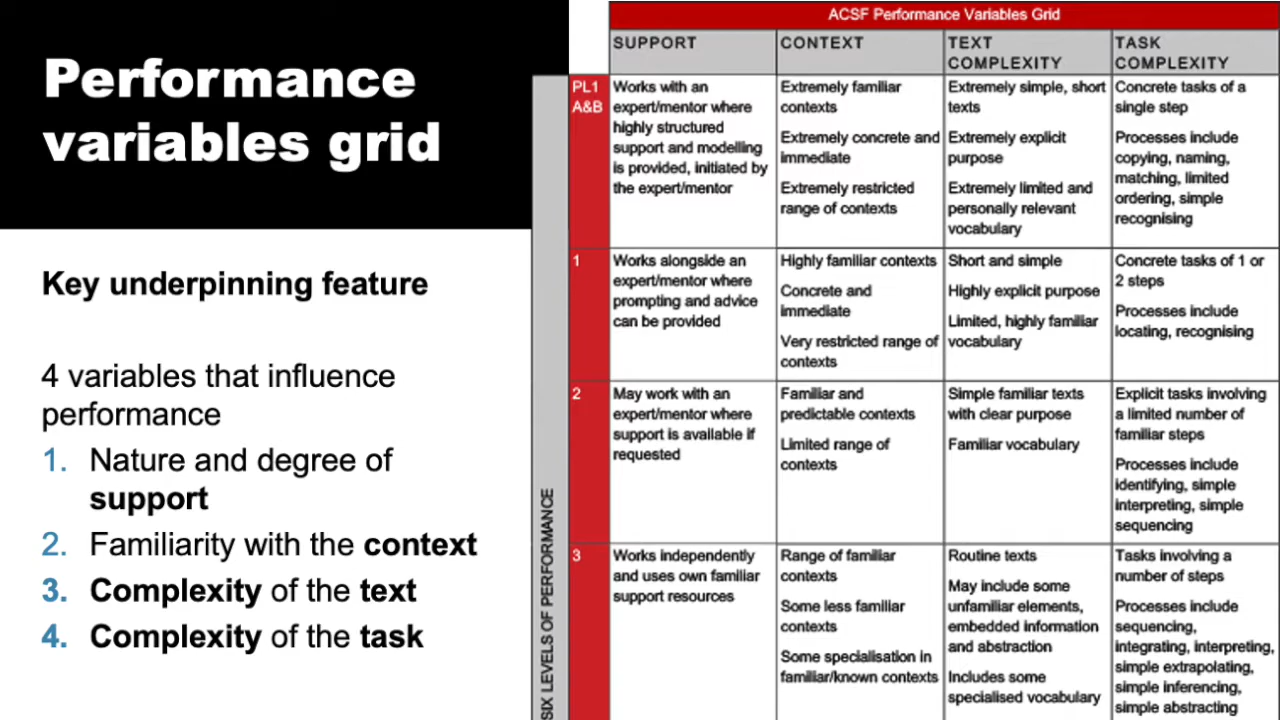 Performance
variables grid
Key underpinning feature
4 variables that influence
performance
1. Nature and degree of
support
2. Familiarity with the context
3. Complexity of the text
4. Complexity of the task
ACSF Performance Variables Grid
SUPPORT
CONTEXT
TEXT
COMPLEXITY
TASK
COMPLEXITY
SIX LEVELS OF PERFORMANCE
PL1
A&B
Works with an
expert/mentor where
highly structured
support and modelling
is provided, initiated by
the expert/mentor
Extremely familiar
contexts
Extremely concrete and
immediate
Extremely restricted
range of contexts
Extremely simple, short
texts
Extremely explicit
purpose
Extremely limited and
personally relevant
vocabulary
Concrete tasks of a
single step
Processes include
copying, naming,
matching, limited
ordering, simple
recognising
1
Works alongside an
expert/mentor where
prompting and advice
can be provided
Highly familiar contexts
Concrete and
immediate
Very restricted range of
contexts
Short and simple
Highly explicit purpose
Limited, highly familiar
vocabulary
Concrete tasks of 1 or
2 steps
Processes include
locating, recognising
2
May work with an
expert/mentor where
support is available if
requested
Familiar and
predictable contexts
Limited range of
contexts
Simple familiar texts
with clear purpose
Familiar vocabulary
Explicit tasks involving
a limited number of
familiar steps
Processes include
identifying, simple
interpreting, simple
sequencing
3
Works independently
and uses own familiar
support resources
Range of familiar
contexts
Some less familiar
contexts
Some specialisation in
familiar/known contexts
Routine texts
May include some
unfamiliar elements,
embedded information
and abstraction
Includes some
specialised vocabulary
Tasks involving a
number of steps
Processes include
sequencing,
integrating, interpreting,
simple extrapolating,
simple inferencing,
simple abstracting